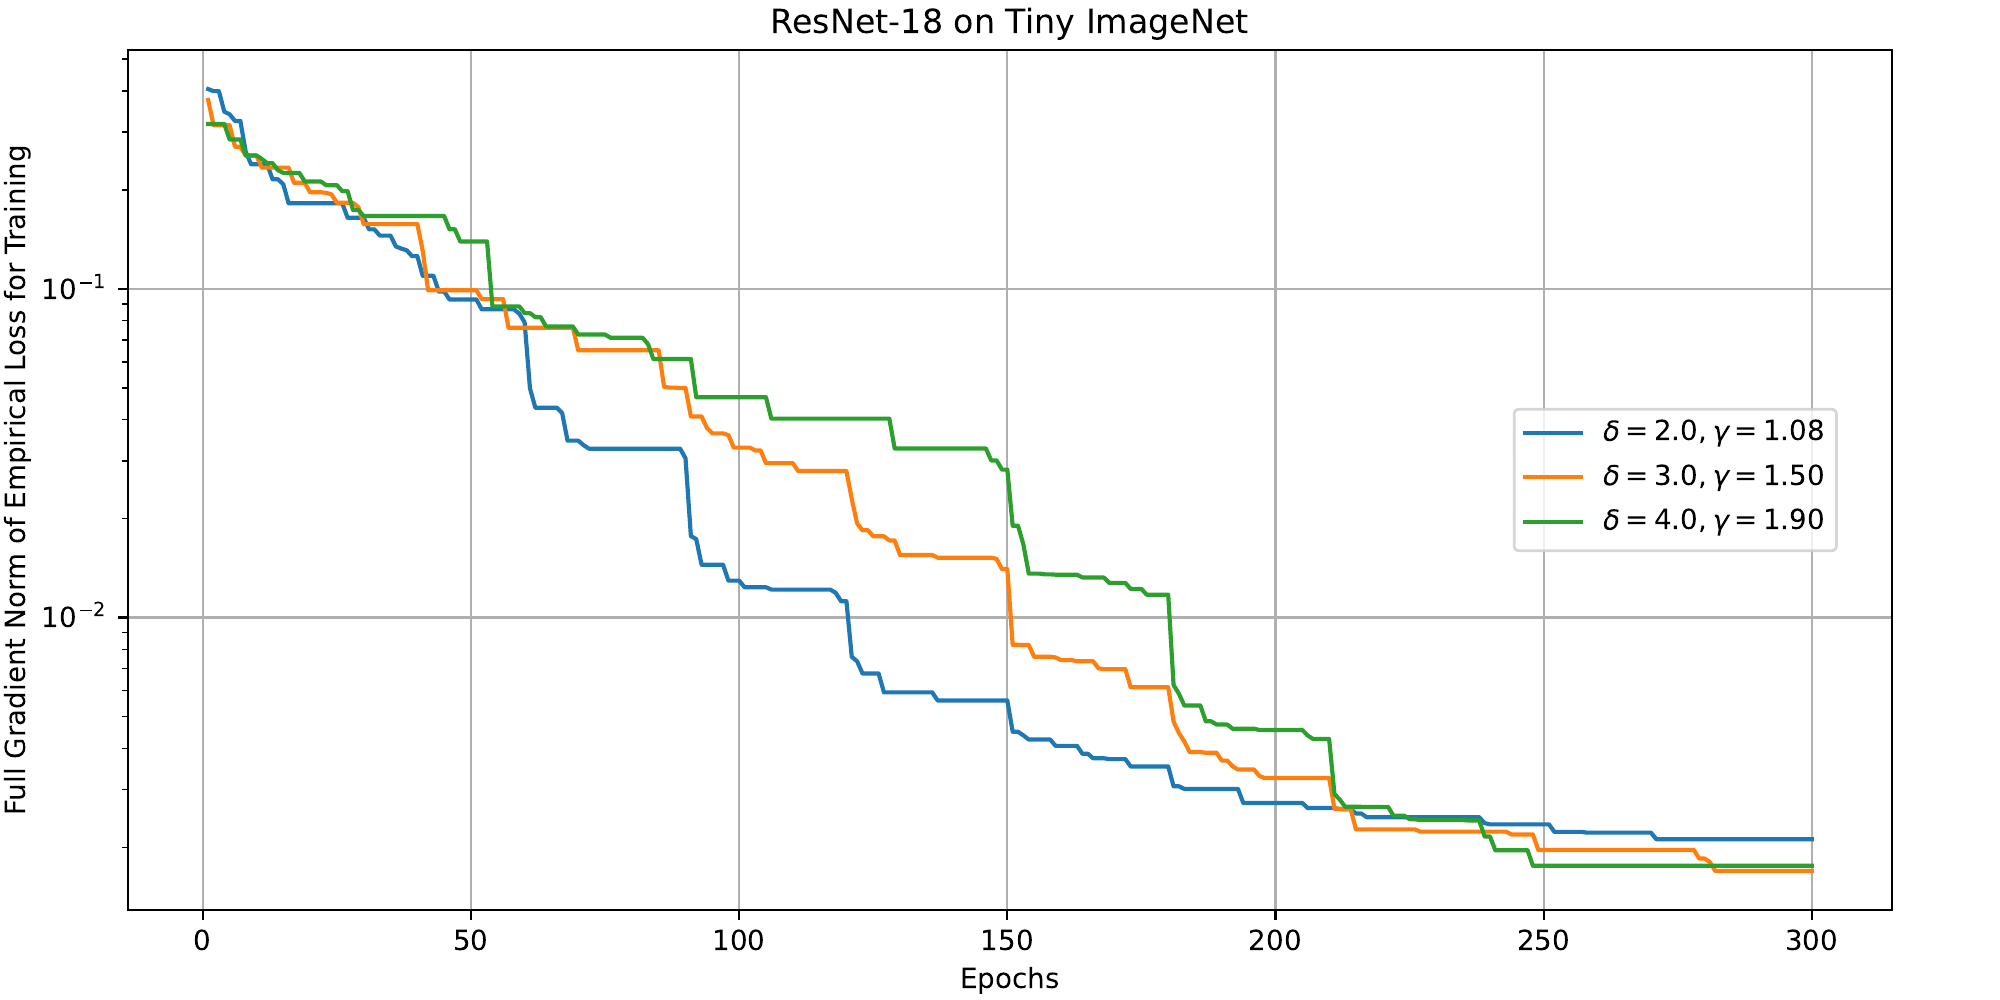 ResNet-18 on Tiny ImageNet
Full Gradient Norm of Empirical Loss for Training
10⁻¹
10⁻²
δ = 2.0, γ = 1.08
δ = 3.0, γ = 1.50
δ = 4.0, γ = 1.90
0 50 100 150 200 250 300
Epochs